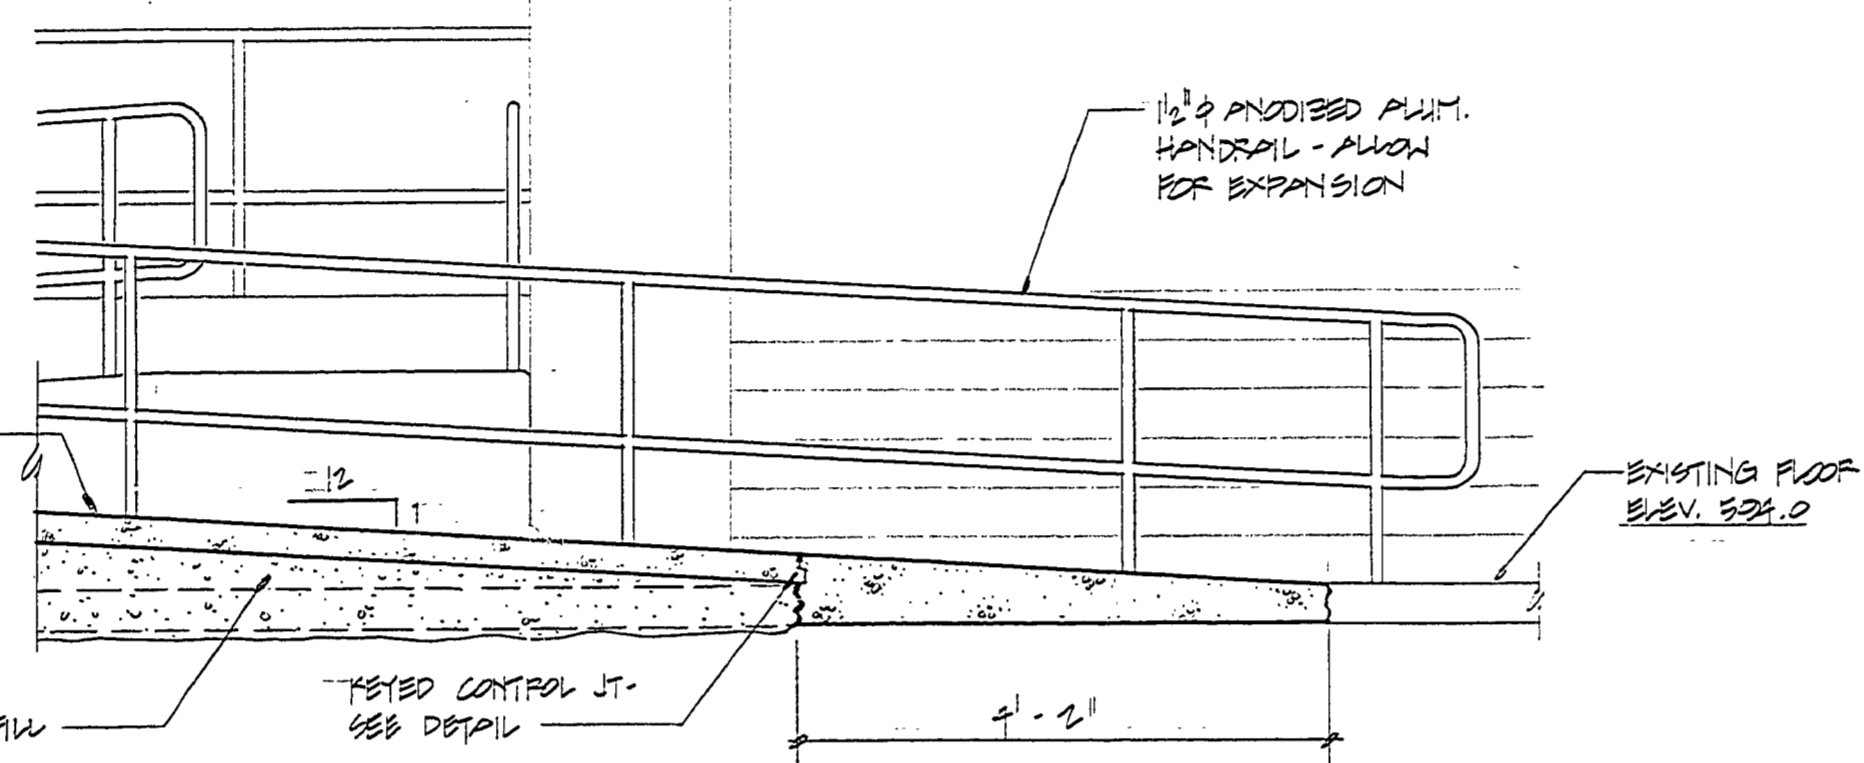 1½"ϕ ANODIZED ALUM.
HANDRAIL - ALLOW
FOR EXPANSION
12
1
EXISTING FLOOR
ELEV. 594.0
KEYED CONTROL JT-
SEE DETAIL
4'-2"